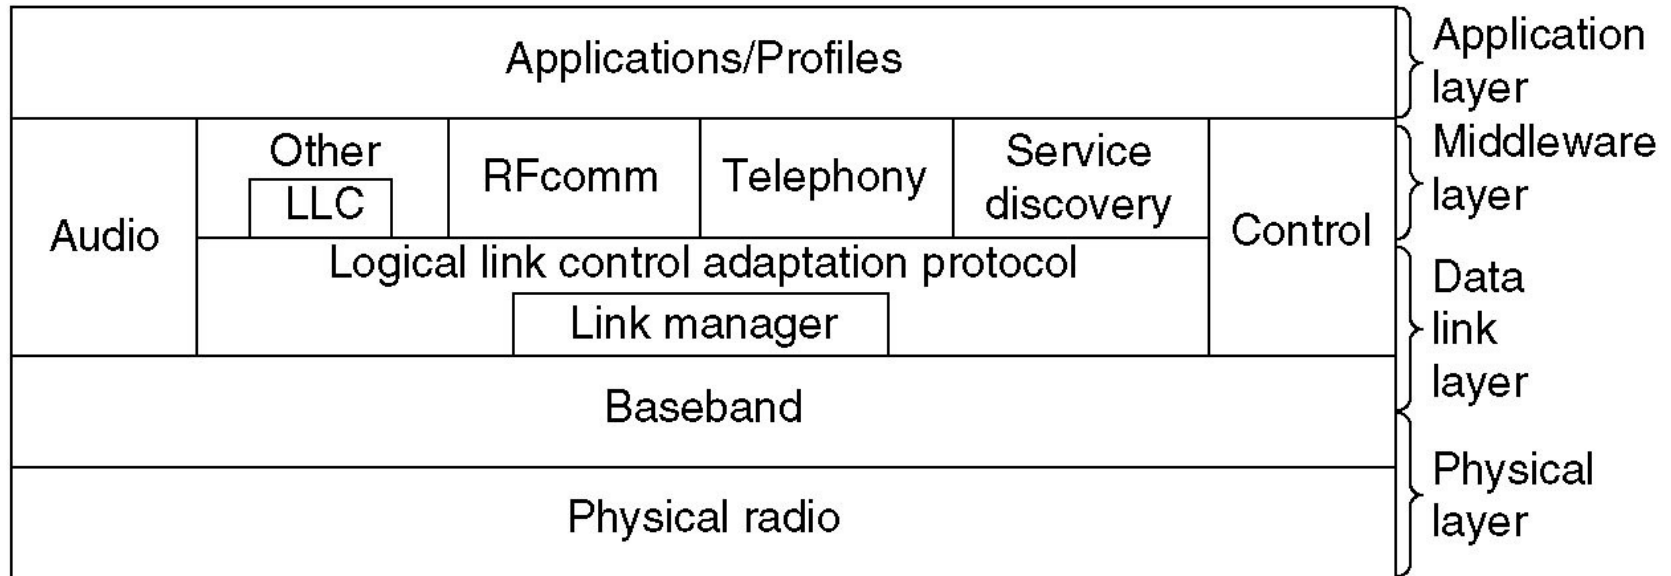 Applications/Profiles
Application
layer
Audio
Other
LLC
RFcomm
Telephony
Service
discovery
Control
Middleware
layer
Logical link control adaptation protocol
Link manager
Data
link
layer
Baseband
Physical radio
Physical
layer